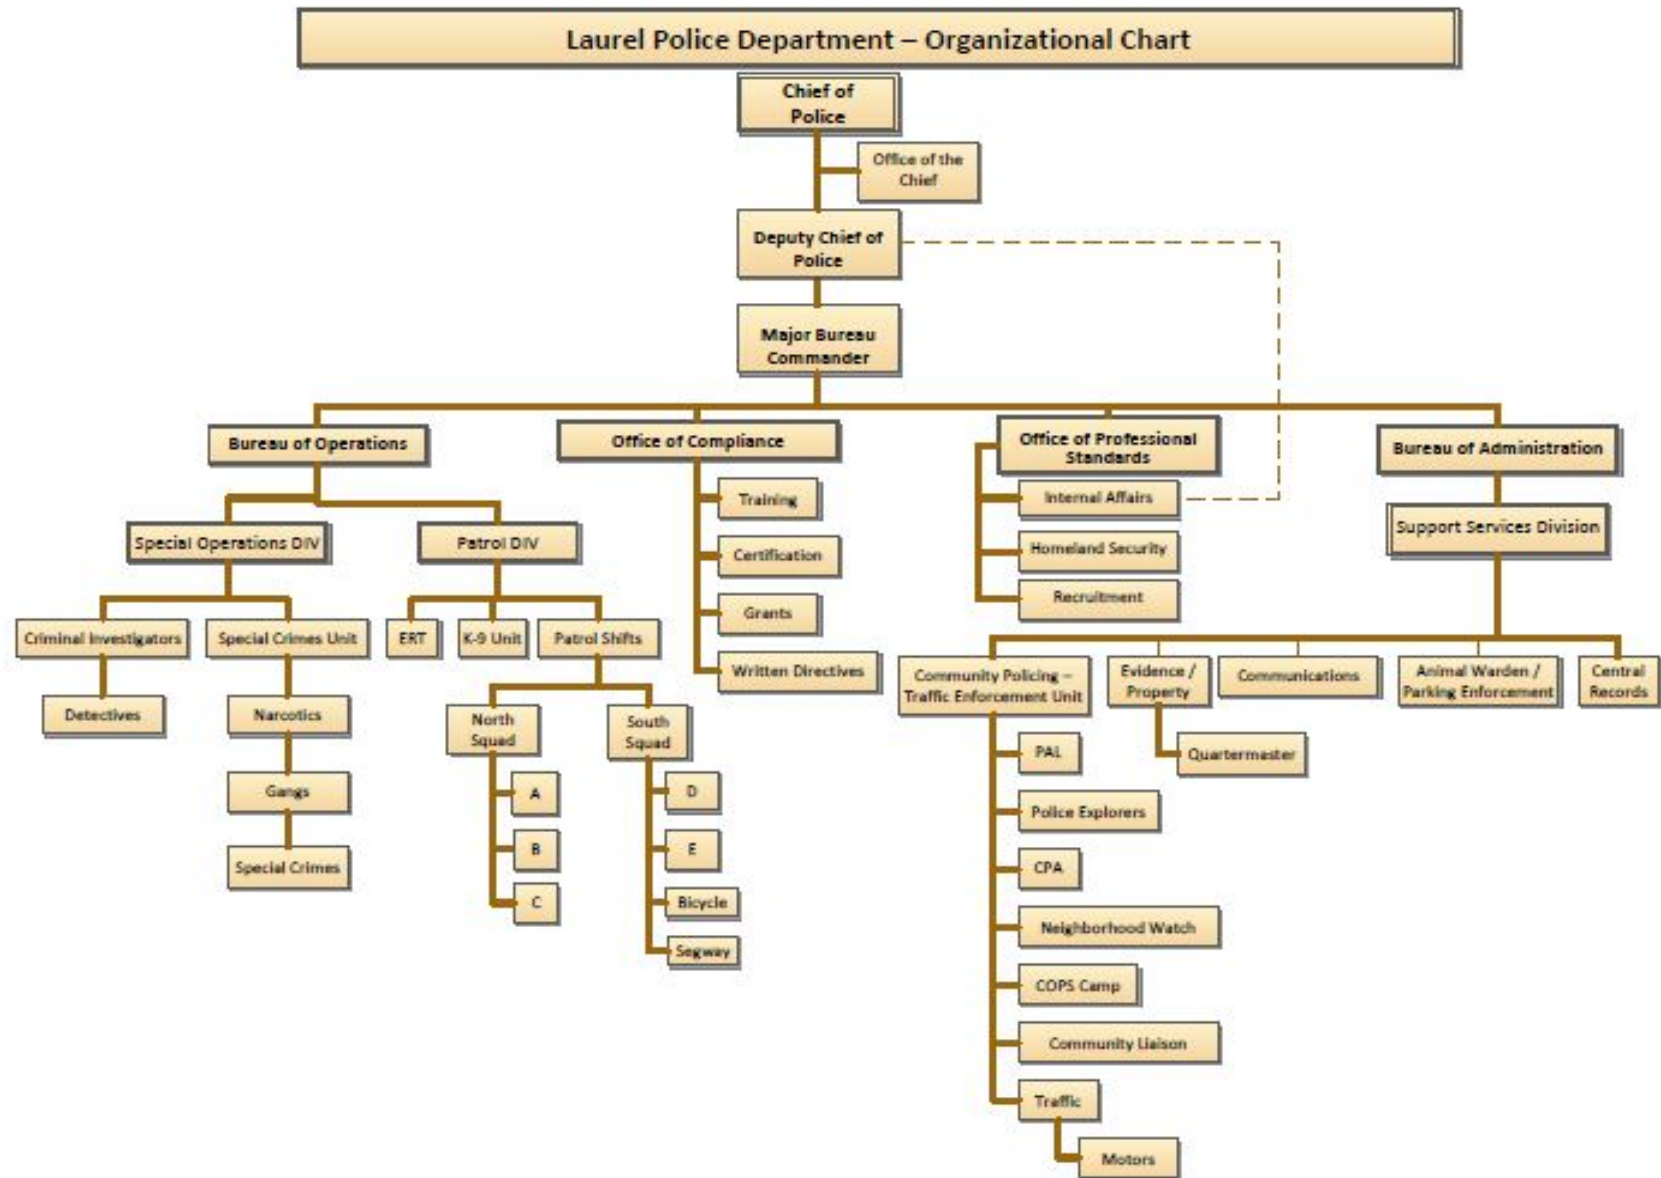 Laurel Police Department – Organizational Chart
Chief of
Police
Office of the
Chief
Deputy Chief of
Police
Major Bureau
Commander
Bureau of Operations
Office of Compliance
Office of Professional
Standards
Bureau of Administration
Training
Internal Affairs
Special Operations DIV
Patrol DIV
Support Services Division
Certification
Homeland Security
Grants
Recruitment
Criminal Investigators
Special Crimes Unit
ERT
K-9 Unit
Patrol Shifts
Written Directives
Community Policing –
Traffic Enforcement Unit
Evidence /
Property
Communications
Animal Warden /
Parking Enforcement
Central
Records
Detectives
Narcotics
North
Squad
South
Squad
PAL
Quartermaster
Gangs
A
D
Police Explorers
B
E
Special Crimes
CPA
C
Bicycle
Neighborhood Watch
Segway
COPS Camp
Community Liaison
Traffic
Motors